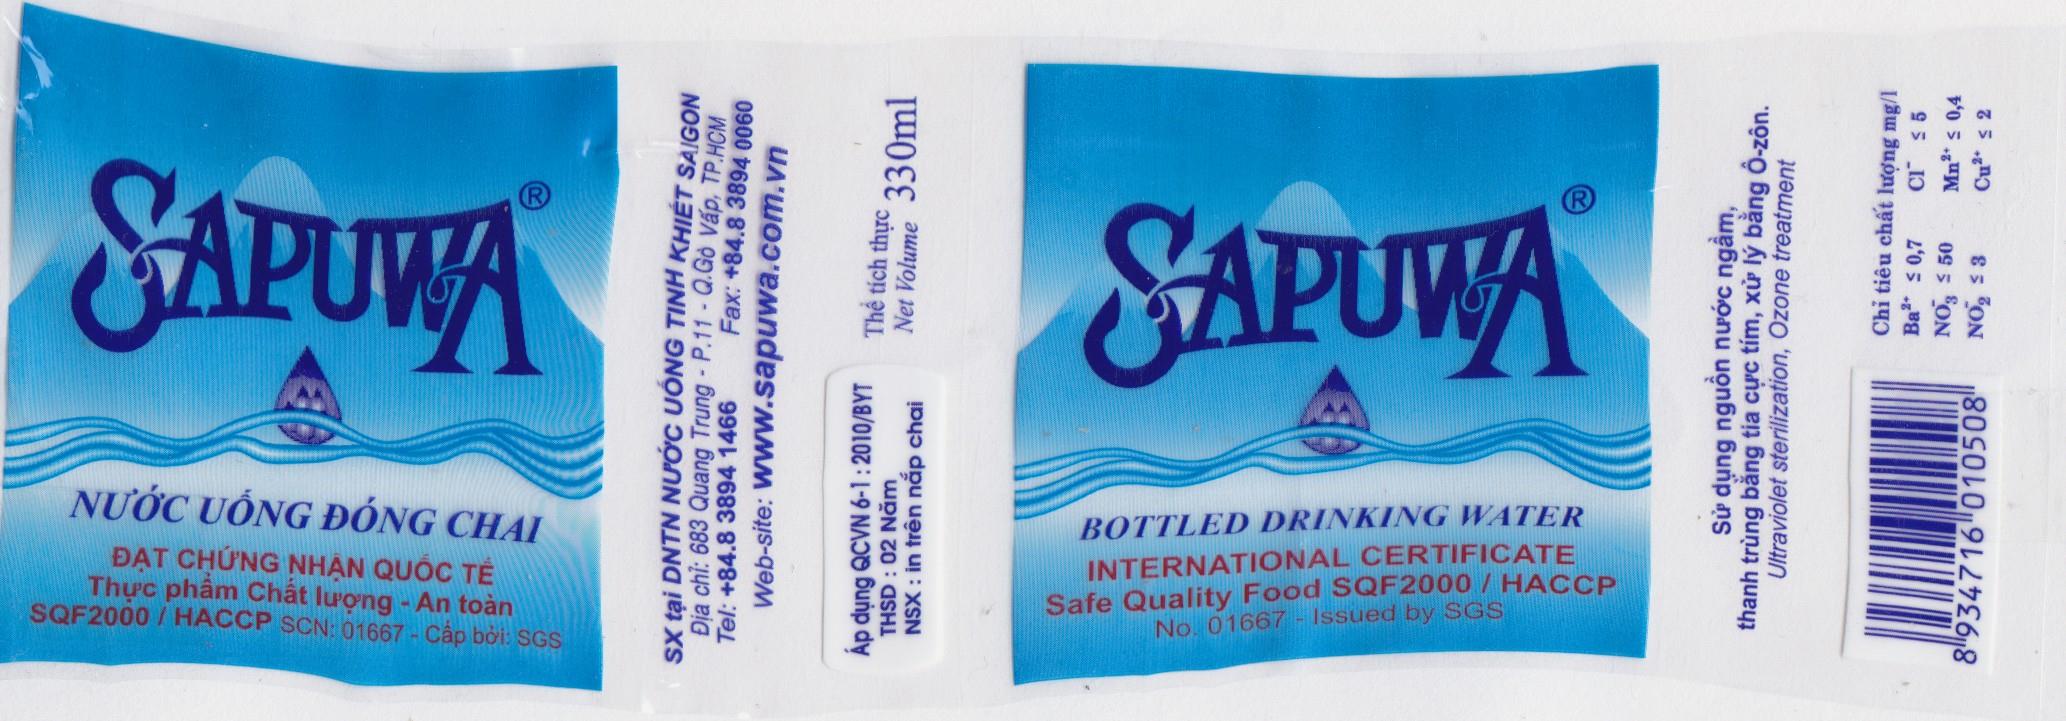 SAPUWA®
NƯỚC UỐNG ĐÓNG CHAI
ĐẠT CHỨNG NHẬN QUỐC TẾ
Thực phẩm Chất lượng - An toàn
SQF2000 / HACCP SCN: 01667 - Cấp bởi: SGS
SX tại DNTN NƯỚC UỐNG TINH KHIẾT SAIGON
Địa chỉ: 683 Quang Trung - P.11 - Q.Gò Vấp, TP.HCM
Tel: +84.8 3894 1466 Fax: +84.8 3894 0060
Web-site: www.sapuwa.com.vn
Thể tích thực
Net Volume 330ml
Áp dụng QCVN 6-1 : 2010/BYT
THSD : 02 Năm
NSX : in trên nắp chai
SAPUWA®
BOTTLED DRINKING WATER
INTERNATIONAL CERTIFICATE
Safe Quality Food SQF2000 / HACCP
No. 01667 - Issued by SGS
Sử dụng nguồn nước ngầm,
thanh trùng bằng tia cực tím, xử lý bằng Ô-zôn.
Ultraviolet sterilization, Ozone treatment
Chỉ tiêu chất lượng mg/l
Ba²⁺ ≤ 0,7 Cl⁻ ≤ 5
NO₃⁻ ≤ 50 Mn²⁺ ≤ 0,4
NO₂⁻ ≤ 3 Cu²⁺ ≤ 2
8 934716 010508